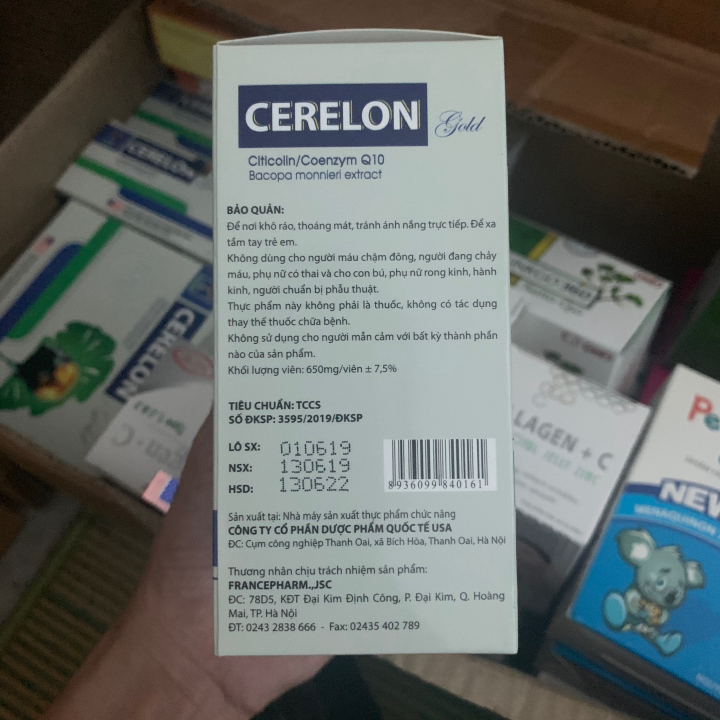 CERELON Gold
Citicolin/Coenzym Q10
Bacopa monnieri extract
BẢO QUẢN:
Để nơi khô ráo, thoáng mát, tránh ánh nắng trực tiếp. Để xa
tầm tay trẻ em.
Không dùng cho người máu chậm đông, người đang chảy
máu, phụ nữ có thai và cho con bú, phụ nữ rong kinh, hành
kinh, người chuẩn bị phẫu thuật.
Thực phẩm này không phải là thuốc, không có tác dụng
thay thế thuốc chữa bệnh.
Không sử dụng cho người mẫn cảm với bất kỳ thành phần
nào của sản phẩm.
Khối lượng viên: 650mg/viên ± 7,5%
TIÊU CHUẨN: TCCS
SỐ ĐKSP: 3595/2019/ĐKSP
LÔ SX: 010619
NSX: 130619
HSD: 130622
8936099840161
Sản xuất tại: Nhà máy sản xuất thực phẩm chức năng
CÔNG TY CỔ PHẦN DƯỢC PHẨM QUỐC TẾ USA
ĐC: Cụm công nghiệp Thanh Oai, xã Bích Hòa, Thanh Oai, Hà Nội
Thương nhân chịu trách nhiệm sản phẩm:
FRANCEPHARM.,JSC
ĐC: 78D5, KĐT Đại Kim Định Công, P. Đại Kim, Q. Hoàng
Mai, TP. Hà Nội
ĐT: 0243 2838 666 - Fax: 02435 402 789
CERELON
CERELON
LAGEN + C
NEW